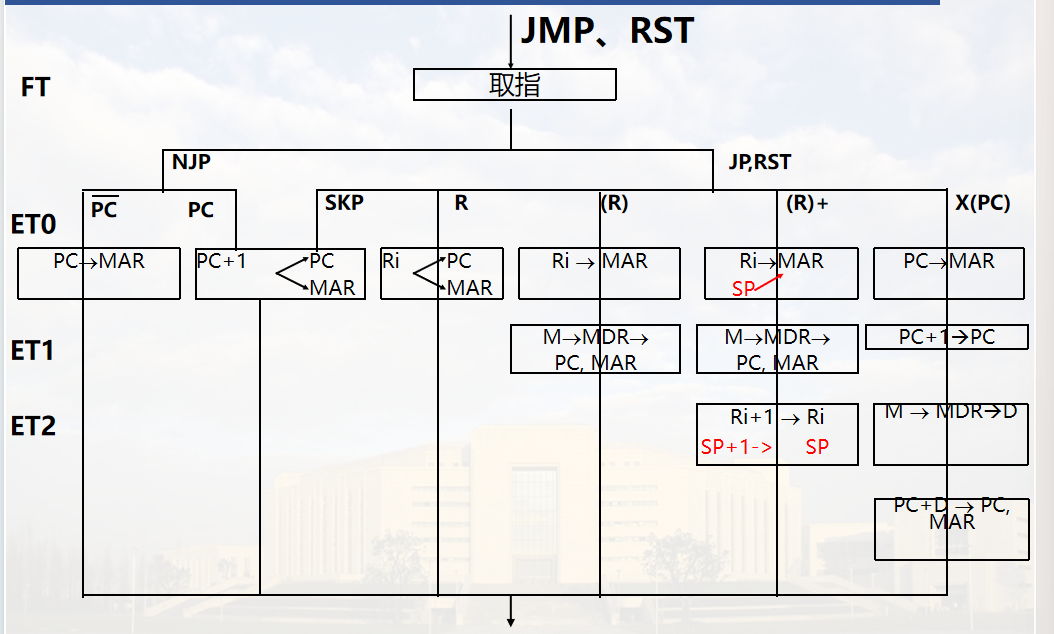 JMP、RST
FT
取指
NJP
JP,RST
PC
PC
SKP
R
(R)
(R)+
X(PC)
ET0
PC→MAR
PC+1
PC
MAR
Ri
PC
MAR
Ri → MAR
Ri→MAR
SP
PC→MAR
ET1
M→MDR→
PC, MAR
M→MDR→
PC, MAR
PC+1→PC
ET2
Ri+1 → Ri
SP+1-> SP
M → MDR→D
PC+D → PC,
MAR